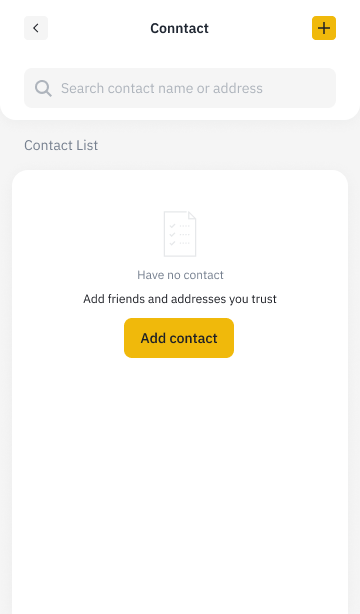 Conntact
Search contact name or address
Contact List
Have no contact
Add friends and addresses you trust
Add contact